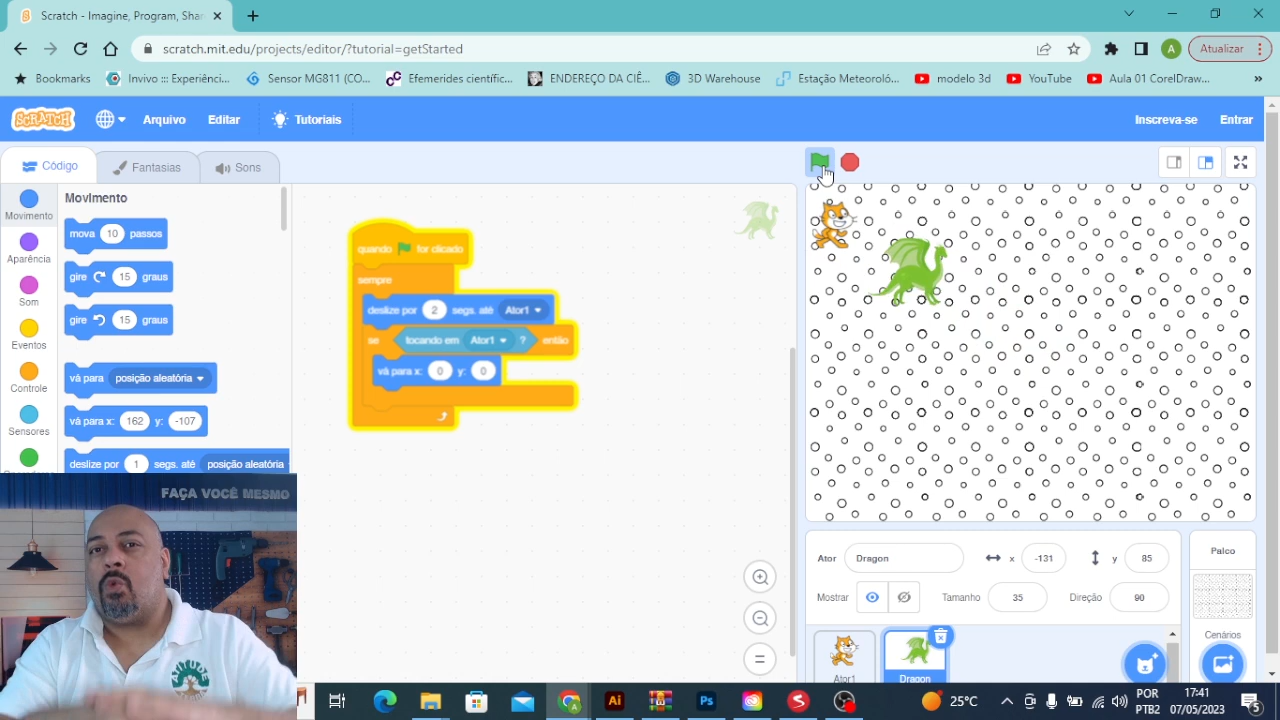 Scratch - Imagine, Program, Sha
scratch.mit.edu/projects/editor/?tutorial=getStarted
A
Atualizar
Bookmarks
Invivo ::: Experiênci...
Sensor MG811 (CO...
Efemerides científic...
ENDEREÇO DA CIÊ...
3D Warehouse
Estação Meteoroló...
modelo 3d
YouTube
Aula 01 CorelDraw...
»
SCRATCH
Arquivo
Editar
Tutoriais
Inscreva-se
Entrar
Código
Fantasias
Sons
Movimento
Movimento
mova 10 passos
Aparência
gire 15 graus
Som
gire 15 graus
Eventos
vá para posição aleatória
Controle
vá para x: 162 y: -107
Sensores
deslize por 1 segs. até posição aleatória
quando for clicado
sempre
deslize por 2 segs. até Ator1
se tocando em Ator1 ? então
vá para x: 0 y: 0
FAÇA VOCÊ MESMO
Ator Dragon x -131 y 85
Mostrar Tamanho 35 Direção 90
Palco
Cenários
Ator1
Dragon
Ai
Ps
25°C
POR
PTB2
17:41
07/05/2023
5